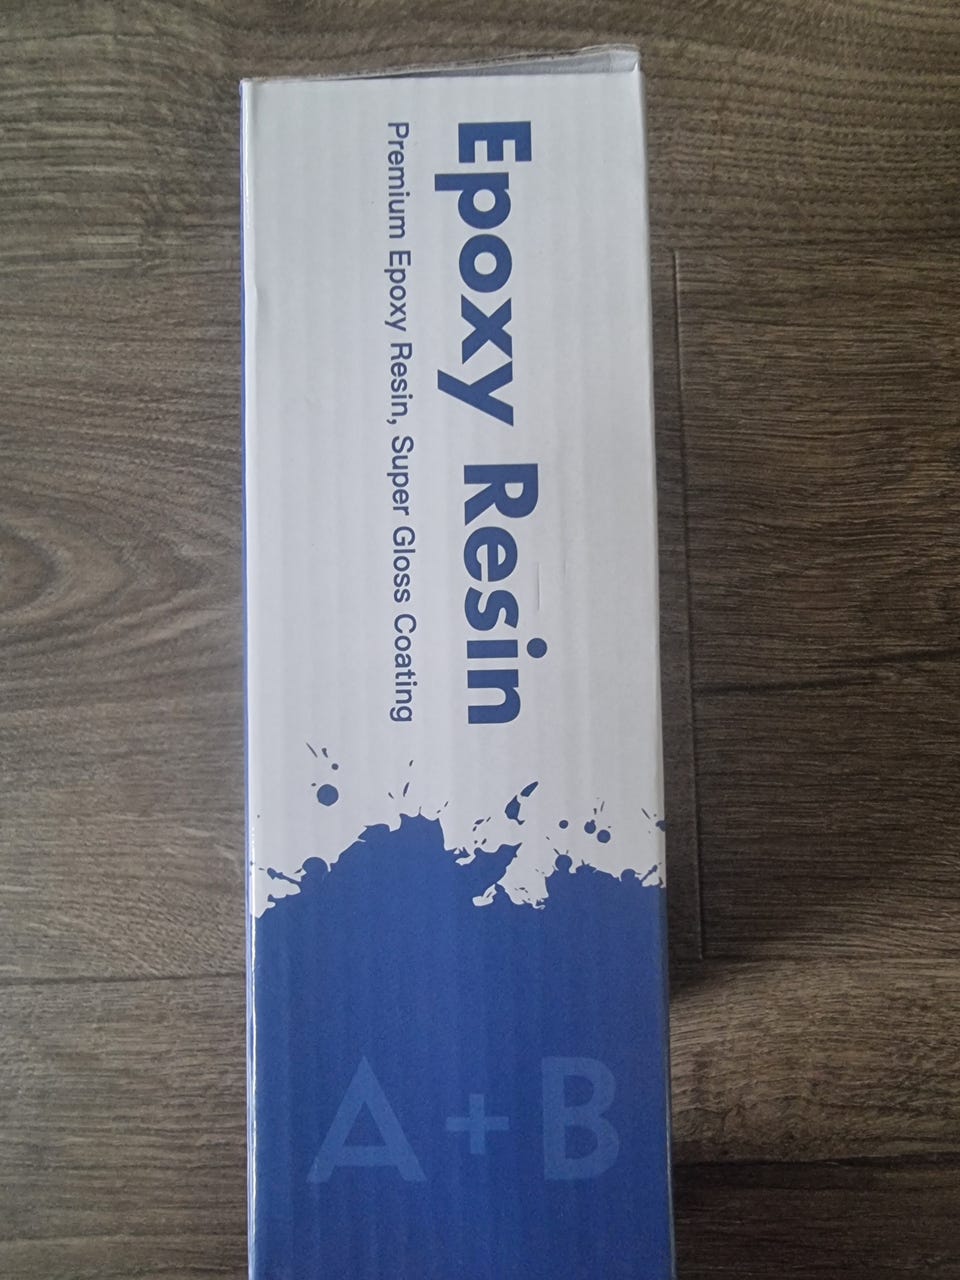 Epoxy Resin
Premium Epoxy Resin, Super Gloss Coating
A + B